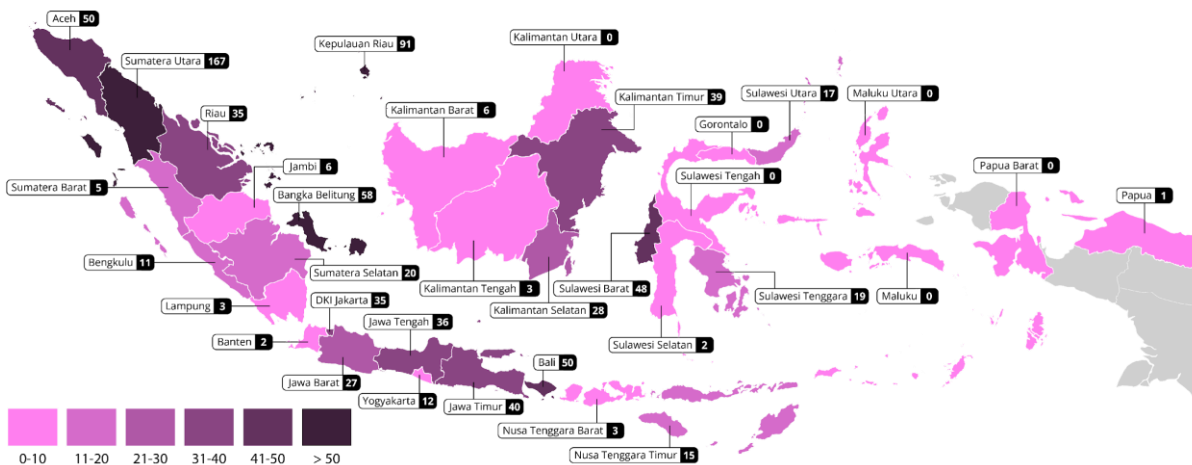 Aceh 50
Kepulauan Riau 91
Kalimantan Utara 0
Sumatera Utara 167
Kalimantan Timur 39
Sulawesi Utara 17
Maluku Utara 0
Riau 35
Kalimantan Barat 6
Gorontalo 0
Jambi 6
Papua Barat 0
Sulawesi Tengah 0
Sumatera Barat 5
Bangka Belitung 58
Papua 1
Bengkulu 11
Sumatera Selatan 20
Kalimantan Tengah 3
Sulawesi Barat 48
Sulawesi Tenggara 19
Maluku 0
Lampung 3
DKI Jakarta 35
Kalimantan Selatan 28
Jawa Tengah 36
Banten 2
Sulawesi Selatan 2
Bali 50
Jawa Barat 27
Yogyakarta 12
Jawa Timur 40
Nusa Tenggara Barat 3
Nusa Tenggara Timur 15
0-10 11-20 21-30 31-40 41-50 > 50